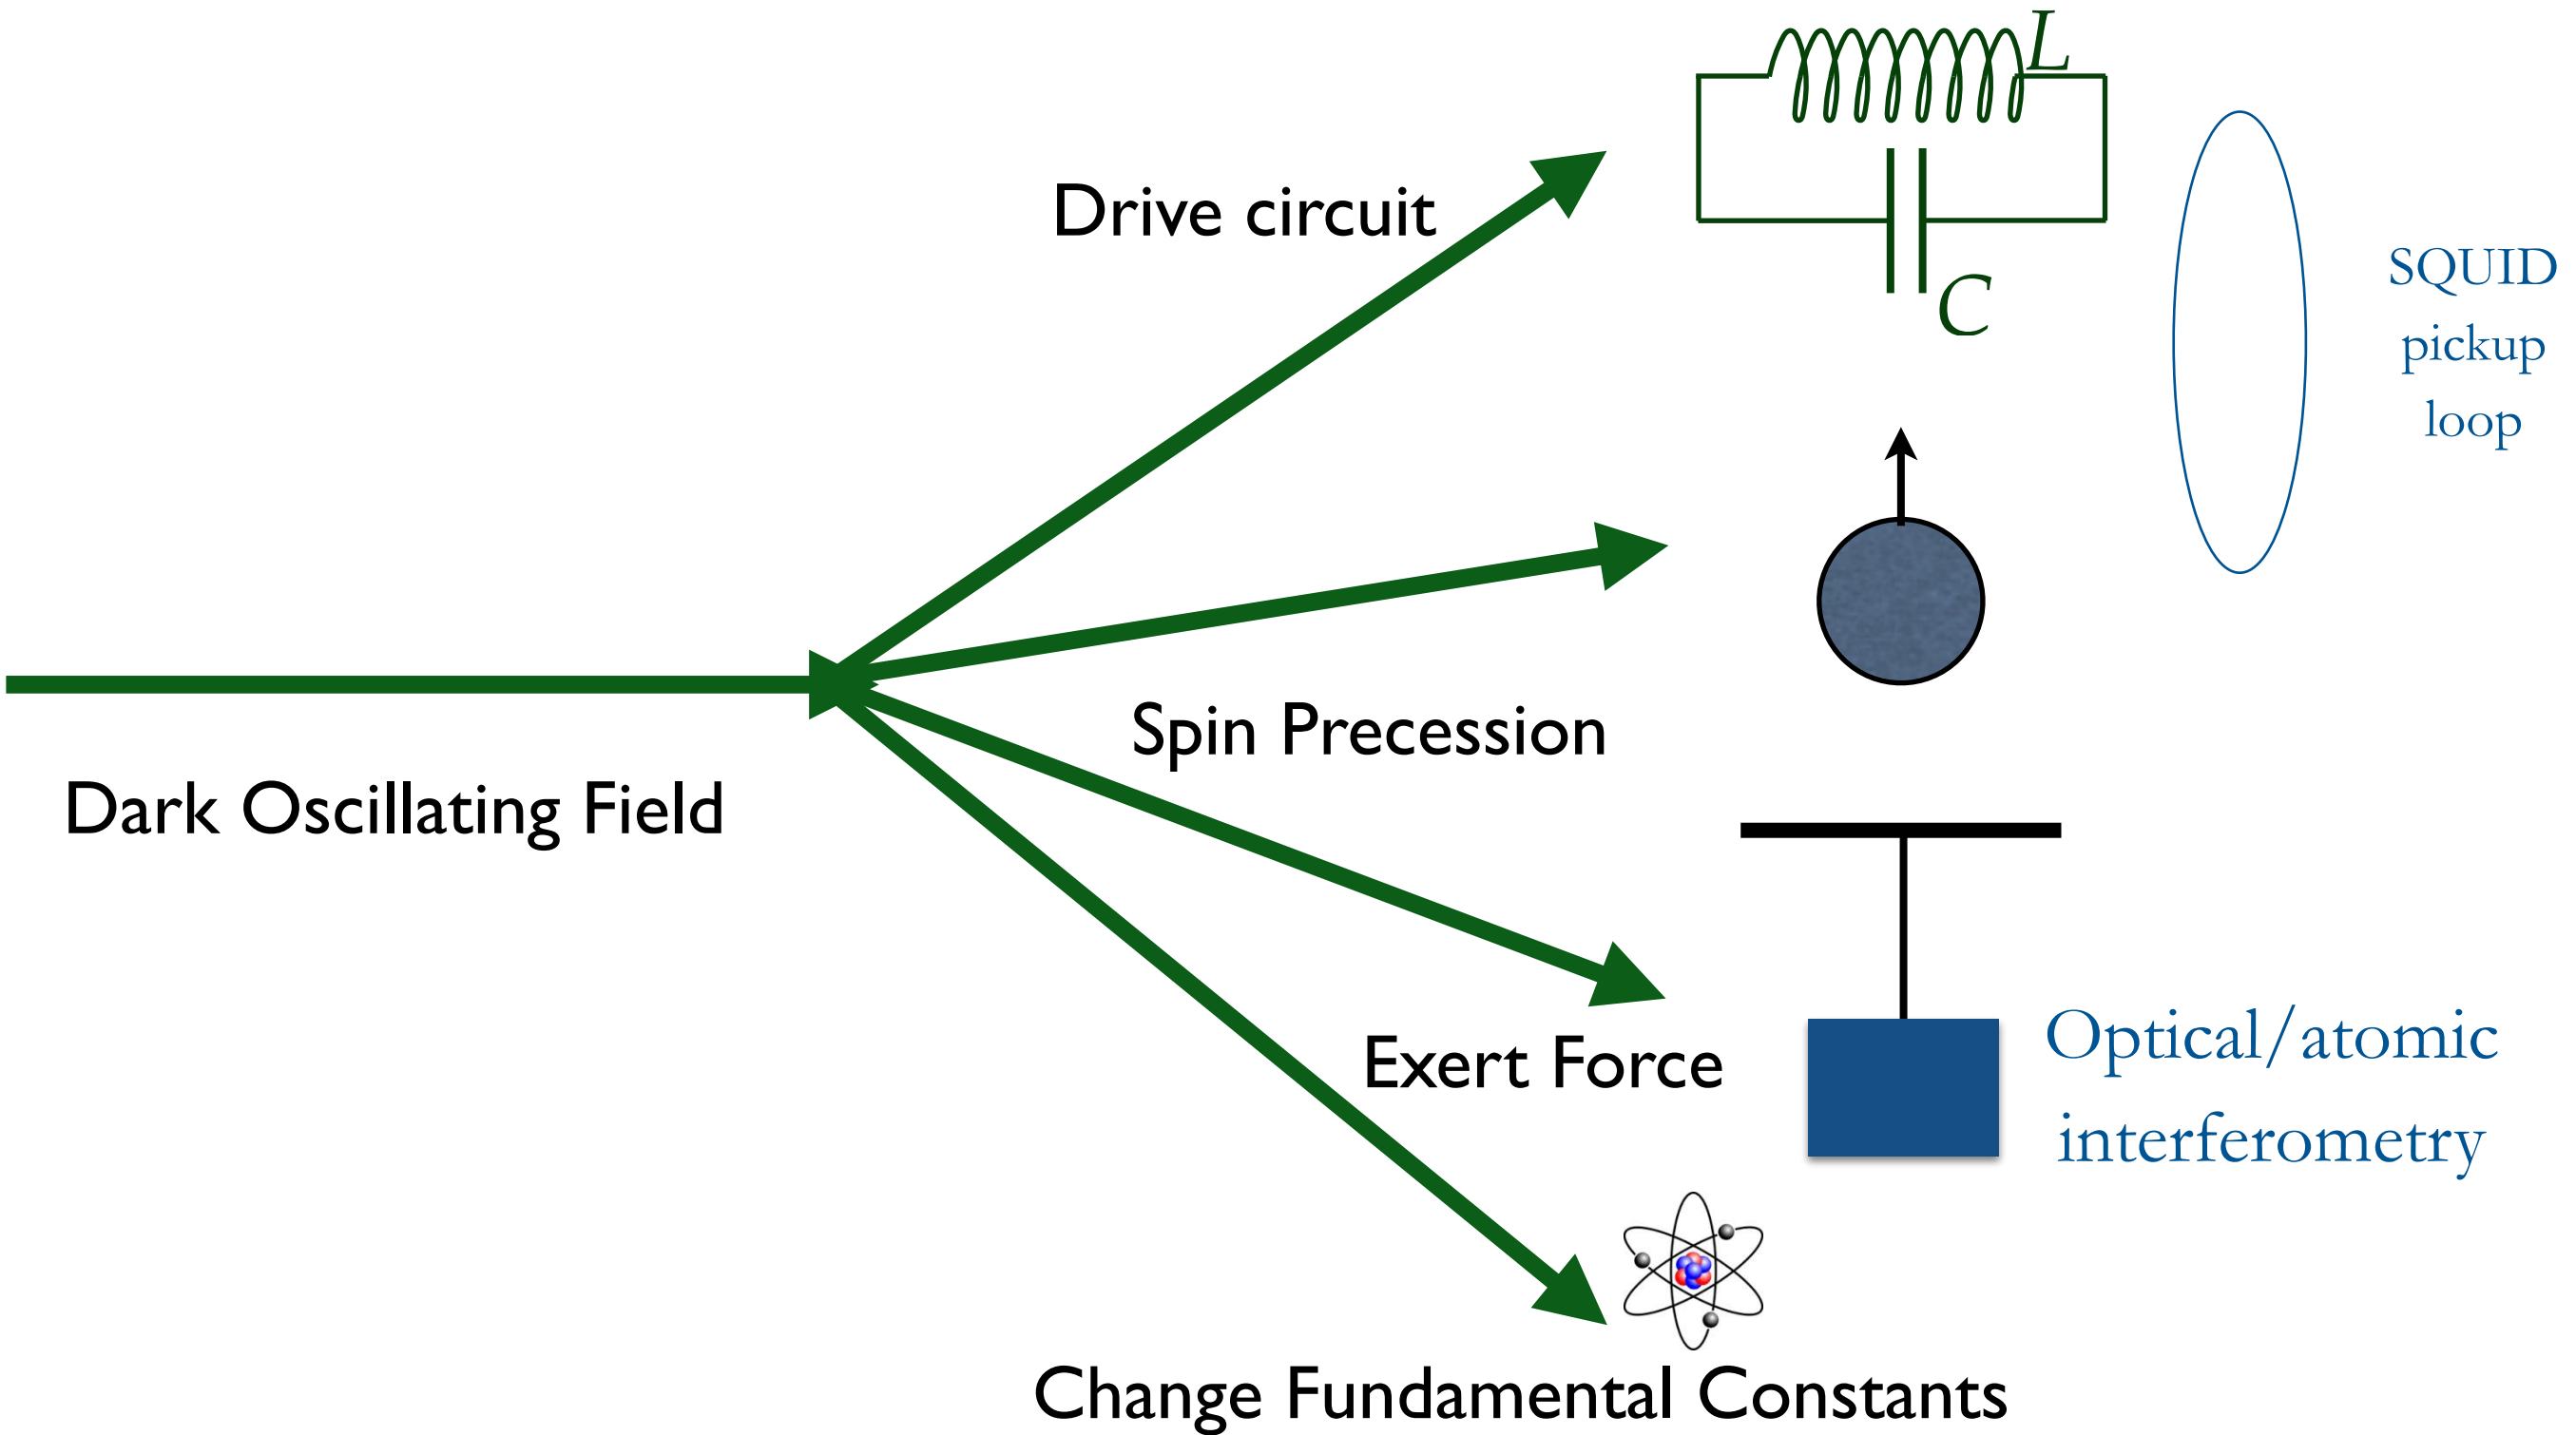 L
Drive circuit
SQUID
pickup
loop
C
Spin Precession
Dark Oscillating Field
Exert Force
Optical/atomic
interferometry
Change Fundamental Constants